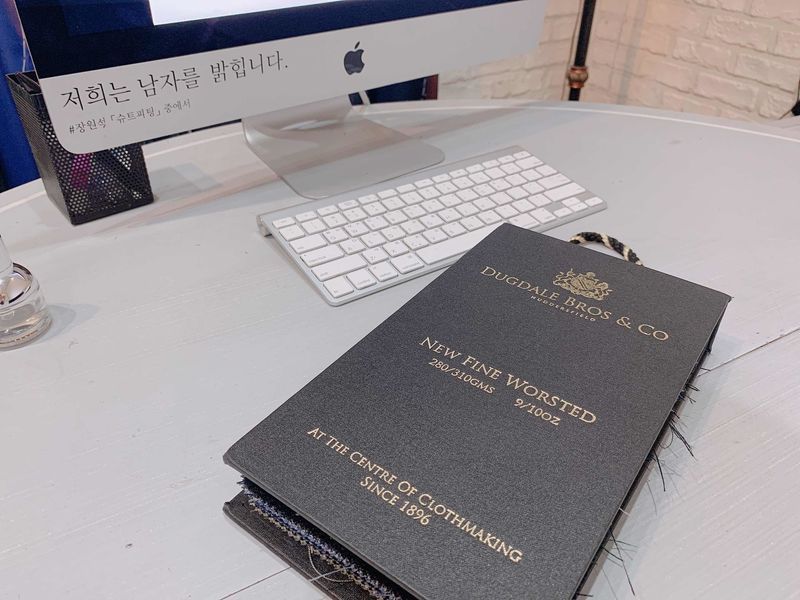 저희는 남자를 밝힙니다.
#장원석 「슈트피팅」 중에서
DUGDALE BROS & CO
HUDDERSFIELD
NEW FINE WORSTED
280/310GMS 9/10OZ
AT THE CENTRE OF CLOTHMAKING
SINCE 1896